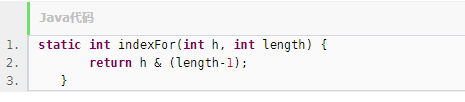 Java代码
1. static int indexFor(int h, int length) {
2.        return h & (length-1);
3.    }